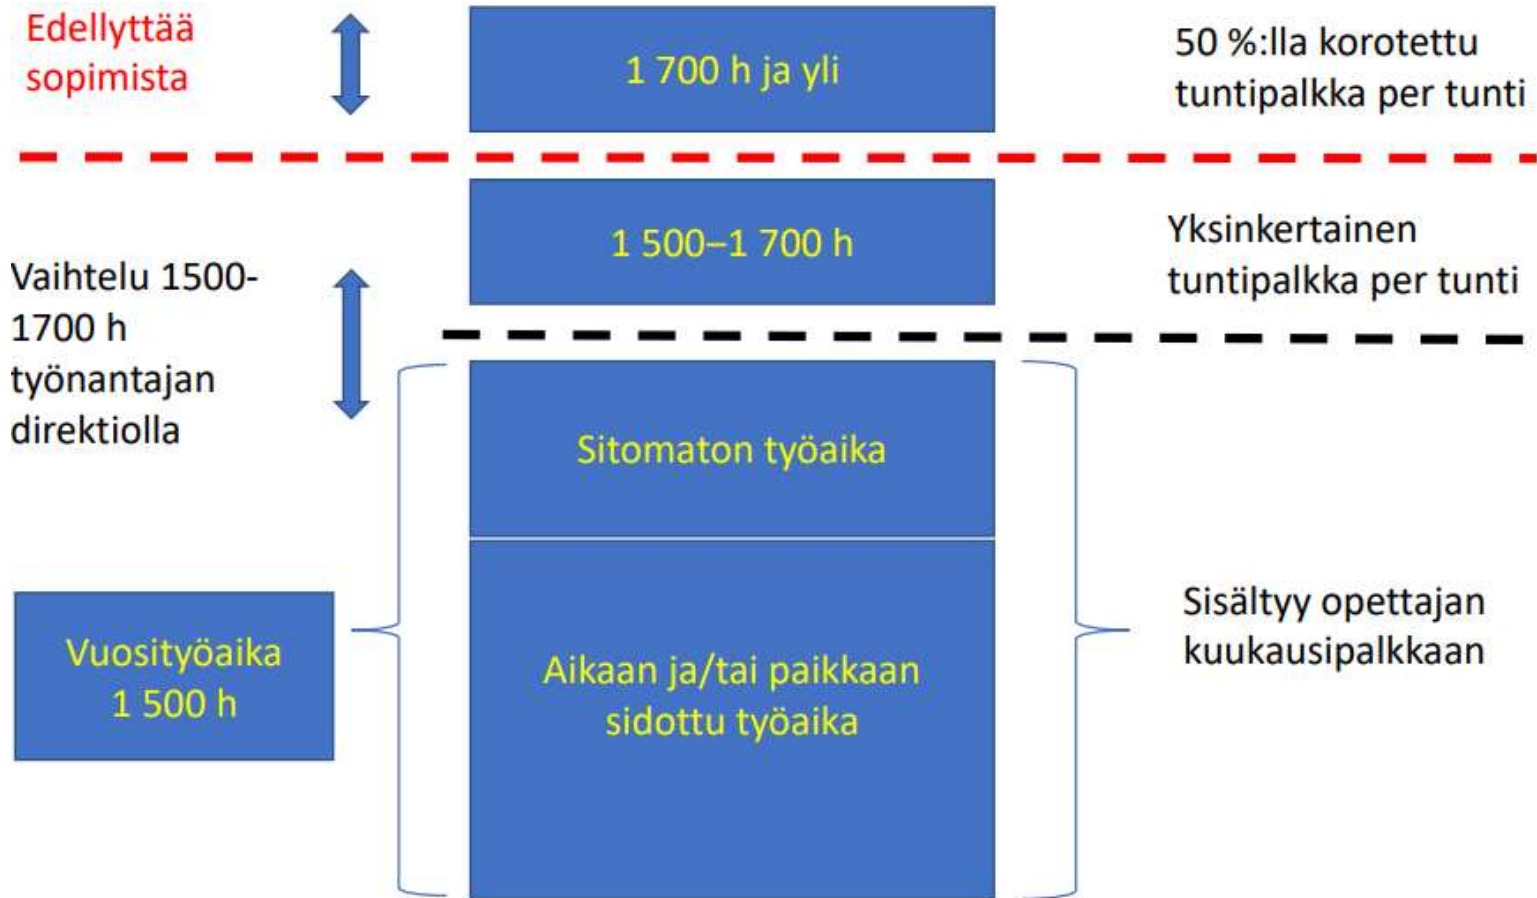 Edellyttää
sopimista
1 700 h ja yli
50 %:lla korotettu
tuntipalkka per tunti
1 500–1 700 h
Yksinkertainen
tuntipalkka per tunti
Vaihtelu 1500-
1700 h
työnantajan
direktiolla
Sitomaton työaika
Vuosityöaika
1 500 h
Aikaan ja/tai paikkaan
sidottu työaika
Sisältyy opettajan
kuukausipalkkaan